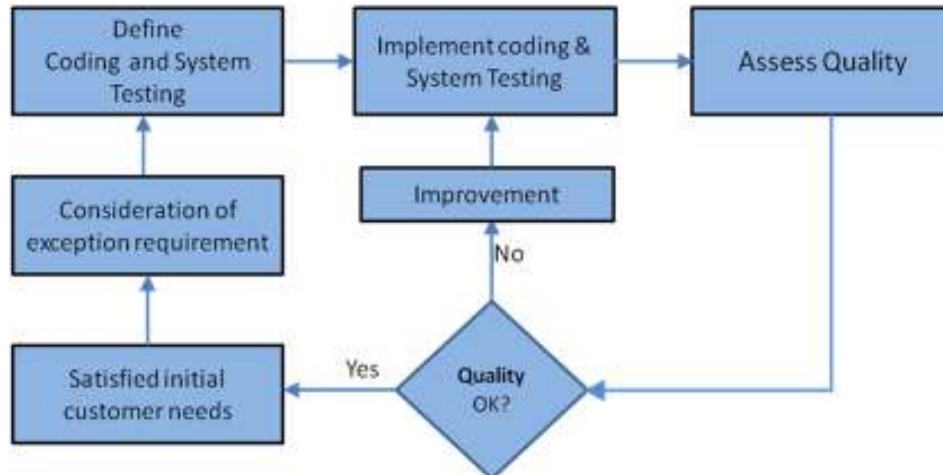 Define
Coding and System
Testing
Implement coding &
System Testing
Assess Quality
Consideration of
exception requirement
Improvement
No
Satisfied initial
customer needs
Yes
Quality
OK?